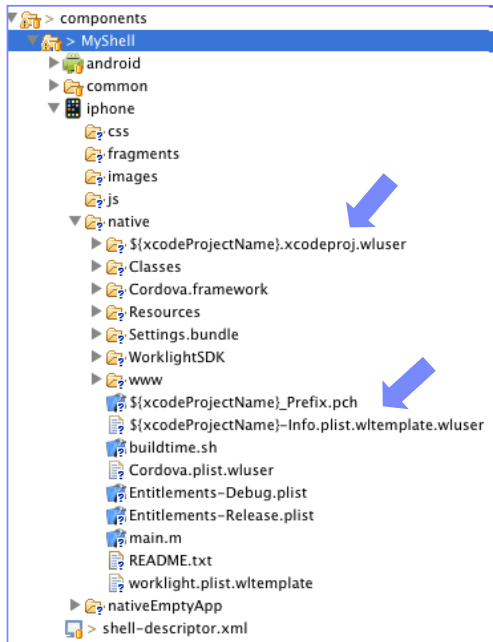 > components
> MyShell
android
common
iphone
css
fragments
images
js
native
${xcodeProjectName}.xcodeproj.wluser
Classes
Cordova.framework
Resources
Settings.bundle
WorklightSDK
www
${xcodeProjectName}_Prefix.pch
${xcodeProjectName}-Info.plist.wltemplate.wluser
buildtime.sh
Cordova.plist.wluser
Entitlements-Debug.plist
Entitlements-Release.plist
main.m
README.txt
worklight.plist.wltemplate
nativeEmptyApp
> shell-descriptor.xml